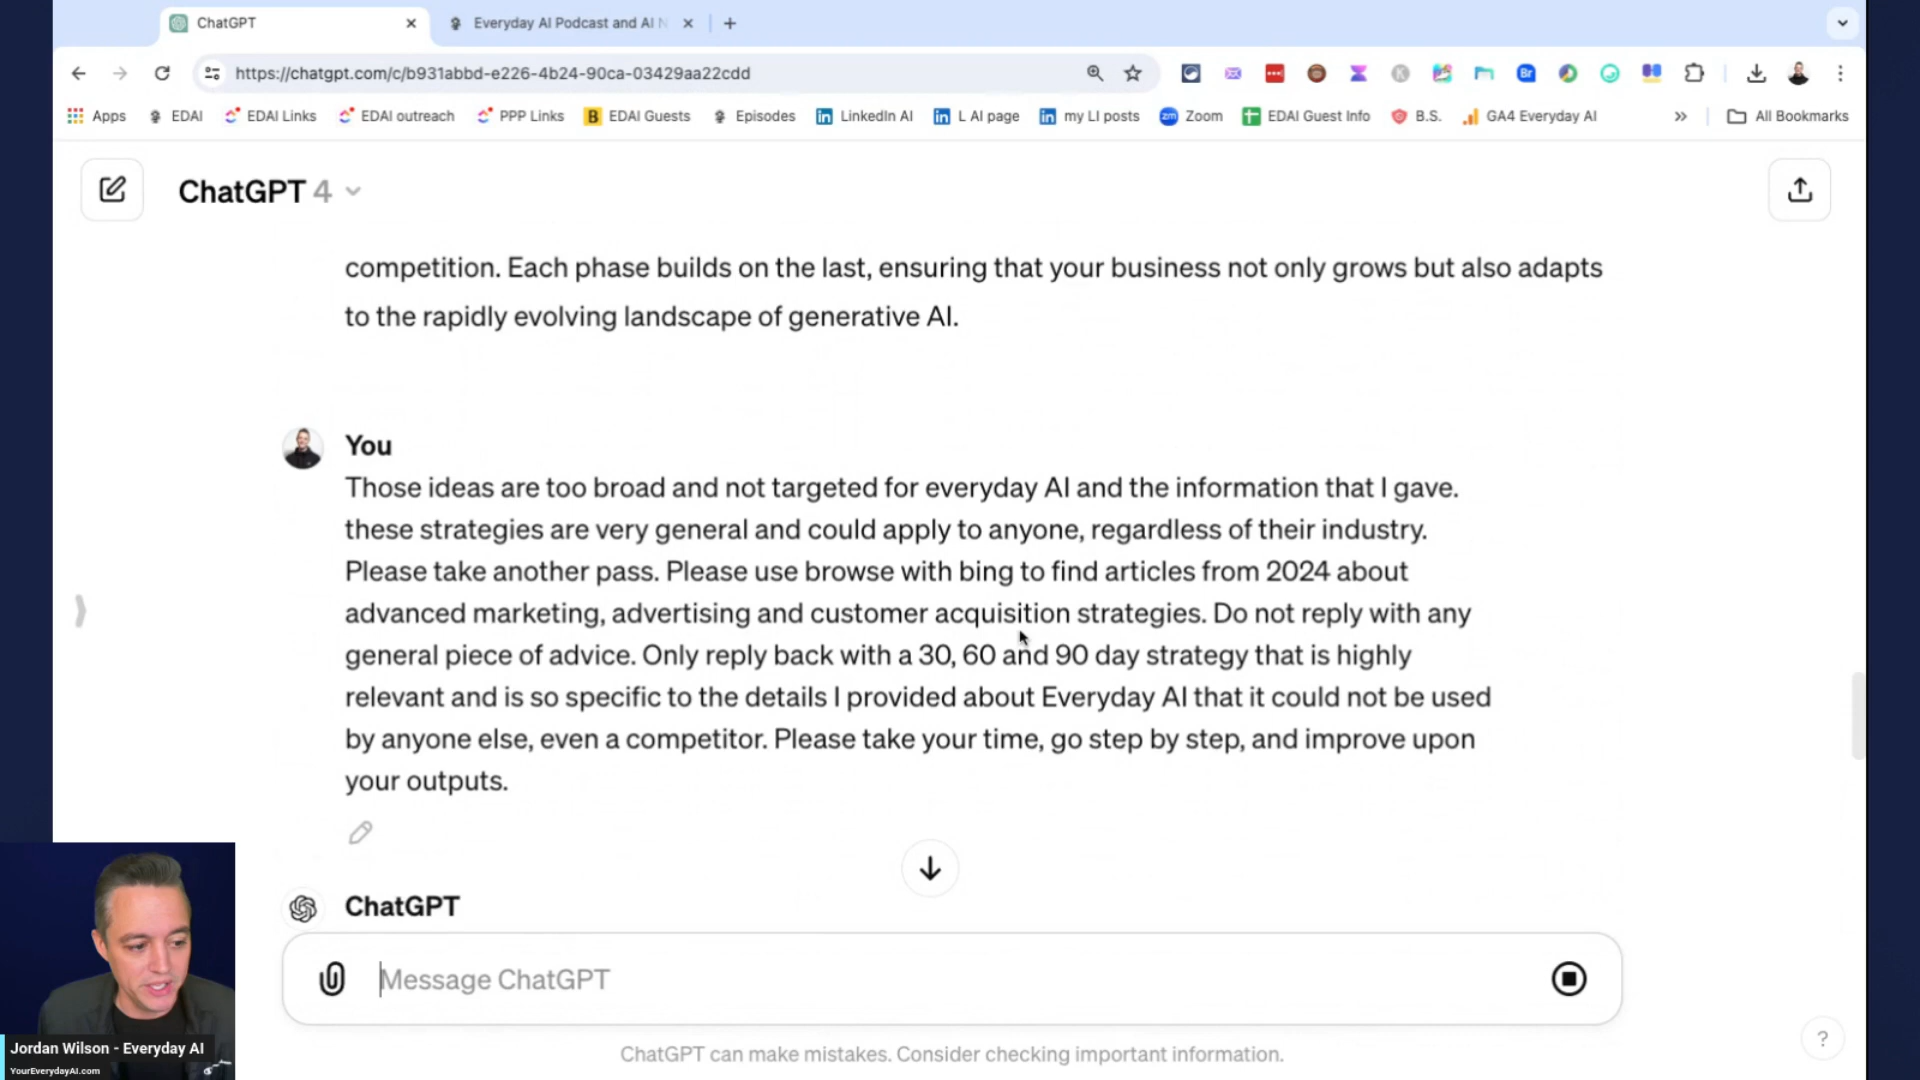 ChatGPT
Everyday AI Podcast and AI N
https://chatgpt.com/c/b931abbd-e226-4b24-90ca-03429aa22cdd
Apps
EDAI
EDAI Links
EDAI outreach
PPP Links
B
EDAI Guests
Episodes
LinkedIn AI
L AI page
my LI posts
Zoom
EDAI Guest Info
B.S.
GA4 Everyday AI
All Bookmarks
ChatGPT 4
competition. Each phase builds on the last, ensuring that your business not only grows but also adapts
to the rapidly evolving landscape of generative AI.
You
Those ideas are too broad and not targeted for everyday AI and the information that I gave.
these strategies are very general and could apply to anyone, regardless of their industry.
Please take another pass. Please use browse with bing to find articles from 2024 about
advanced marketing, advertising and customer acquisition strategies. Do not reply with any
general piece of advice. Only reply back with a 30, 60 and 90 day strategy that is highly
relevant and is so specific to the details I provided about Everyday AI that it could not be used
by anyone else, even a competitor. Please take your time, go step by step, and improve upon
your outputs.
ChatGPT
Message ChatGPT
ChatGPT can make mistakes. Consider checking important information.
?
Jordan Wilson - Everyday AI
YourEverydayAI.com